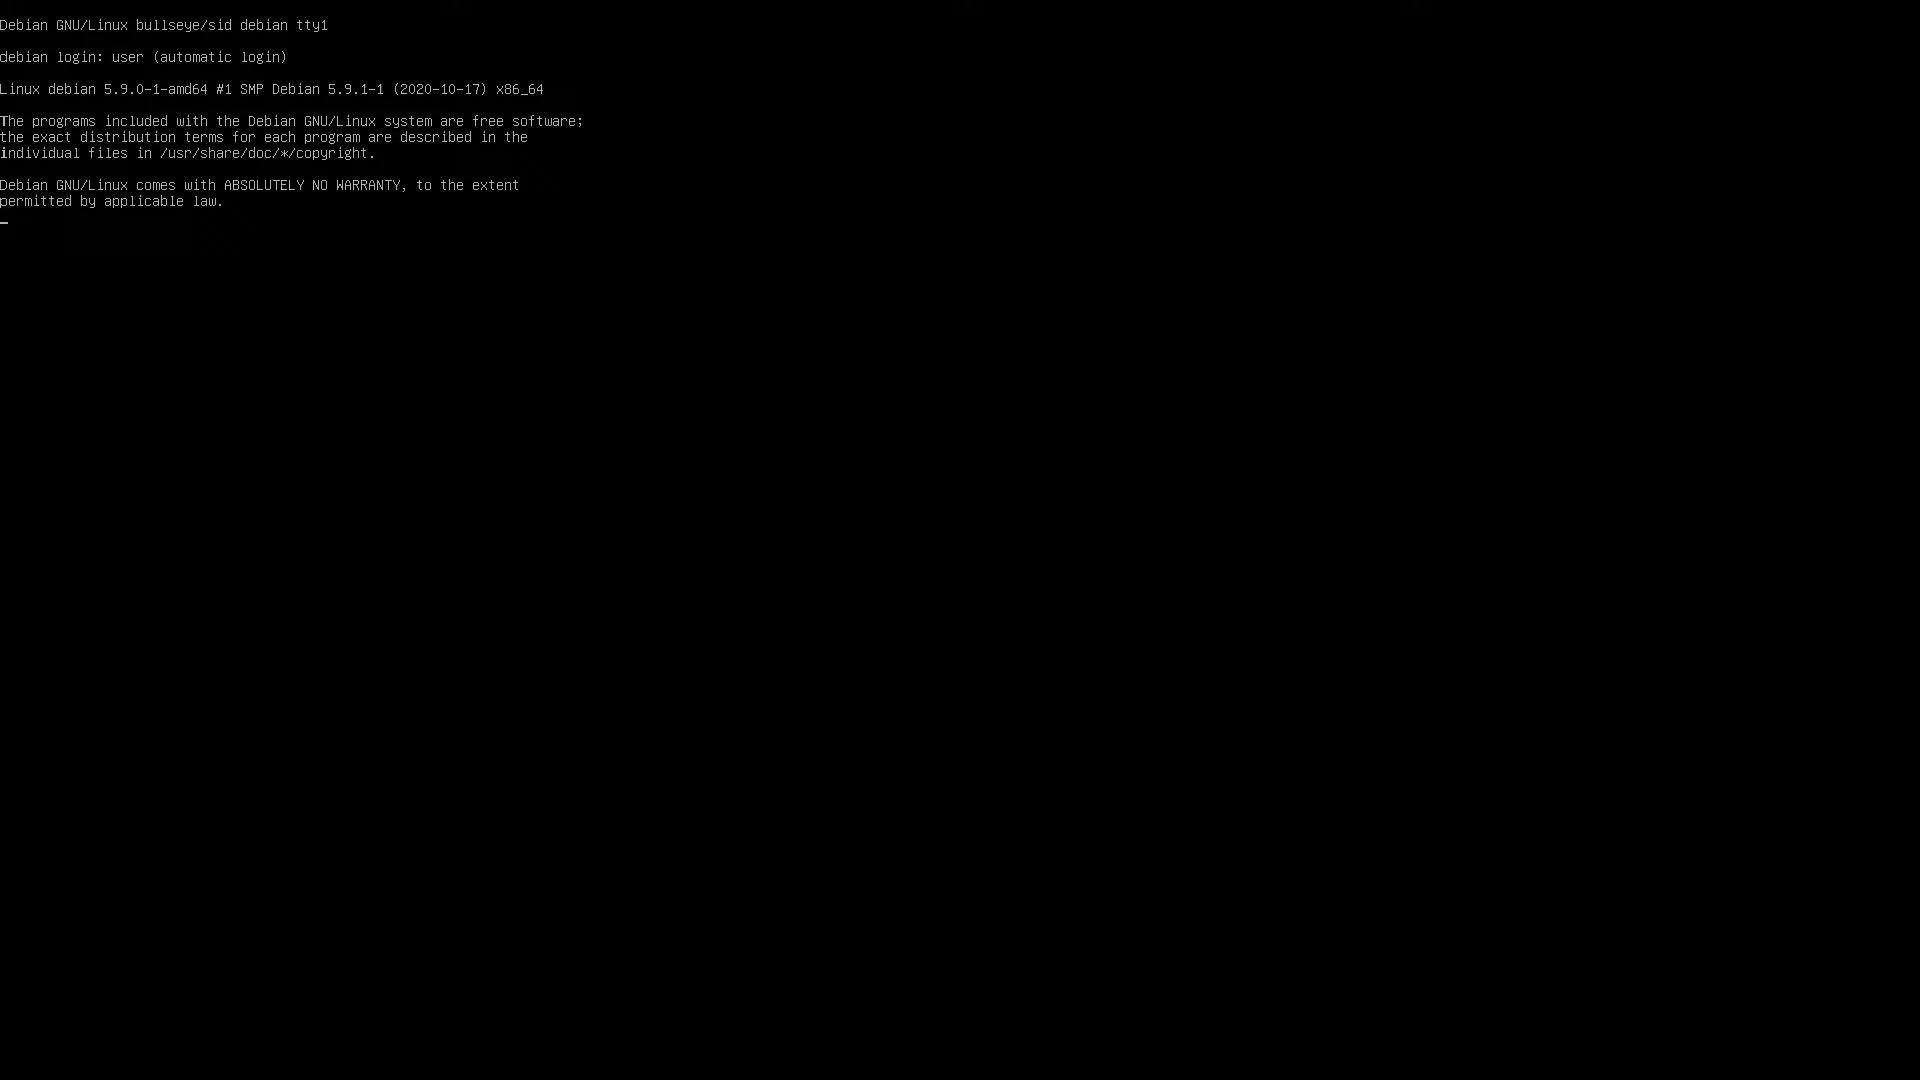 Debian GNU/Linux bullseye/sid debian tty1
debian login: user (automatic login)
Linux debian 5.9.0-1-amd64 #1 SMP Debian 5.9.1-1 (2020-10-17) x86_64
The programs included with the Debian GNU/Linux system are free software;
the exact distribution terms for each program are described in the
individual files in /usr/share/doc/*/copyright.
Debian GNU/Linux comes with ABSOLUTELY NO WARRANTY, to the extent
permitted by applicable law.